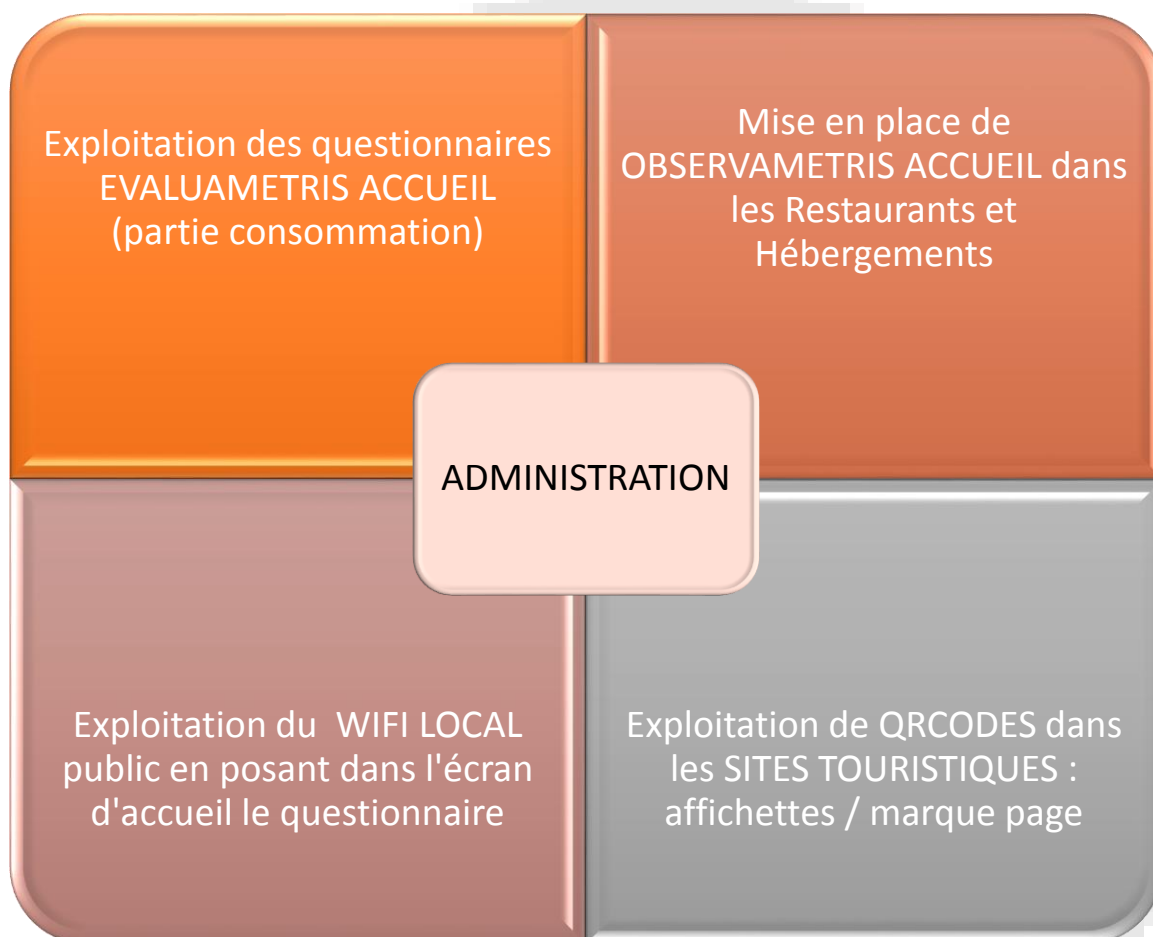 Exploitation des questionnaires
EVALUAMETRIS ACCUEIL
(partie consommation)
Mise en place de
OBSERVAMETRIS ACCUEIL dans
les Restaurants et
Hébergements
ADMINISTRATION
Exploitation du  WIFI LOCAL
public en posant dans l'écran
d'accueil le questionnaire
Exploitation de QRCODES dans
les SITES TOURISTIQUES :
affichettes / marque page